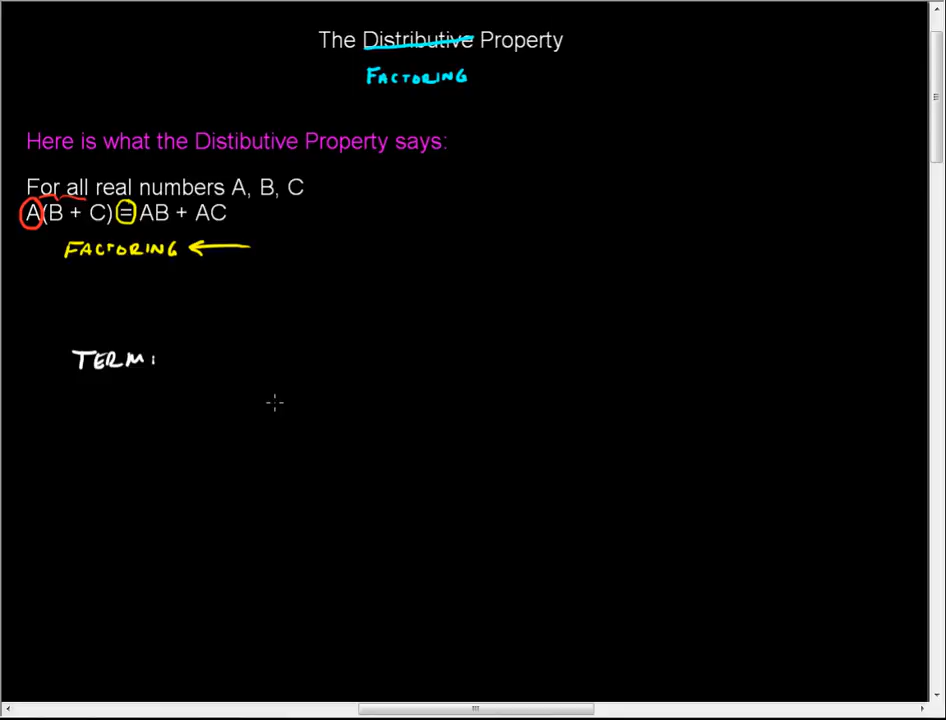 The Distributive Property
FACTORING
Here is what the Distibutive Property says:
For all real numbers A, B, C
A(B + C) = AB + AC
FACTORING ←
TERM: